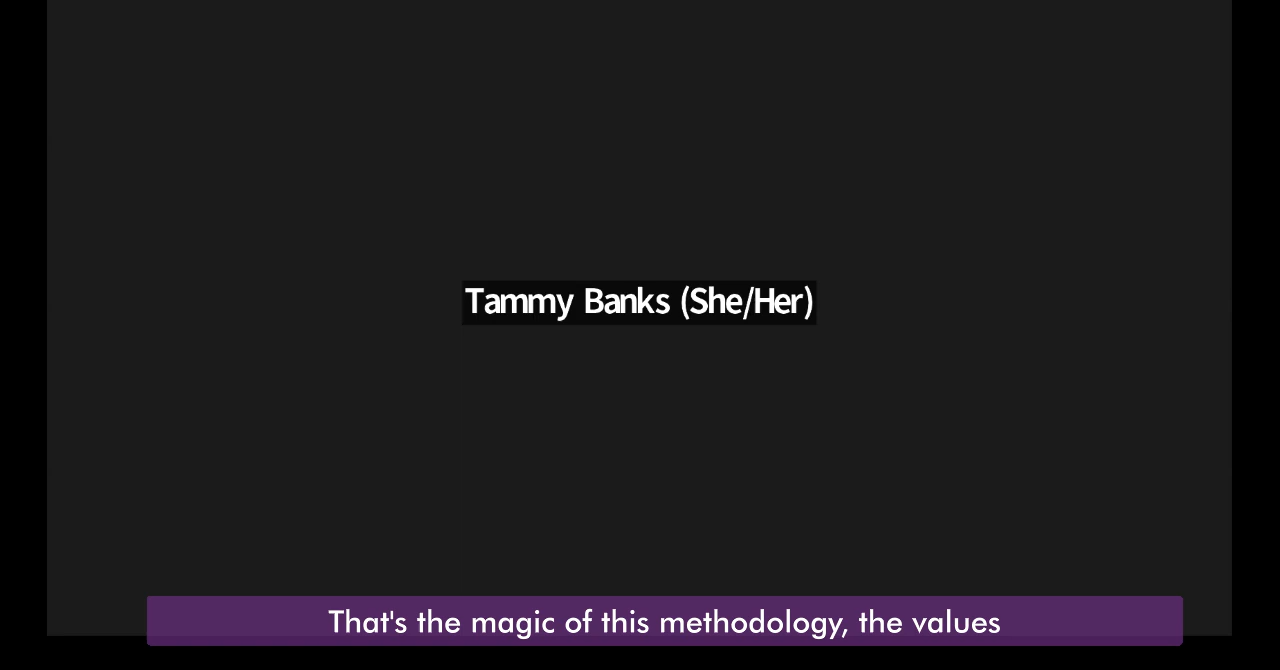 Tammy Banks (She/Her)
That's the magic of this methodology, the values